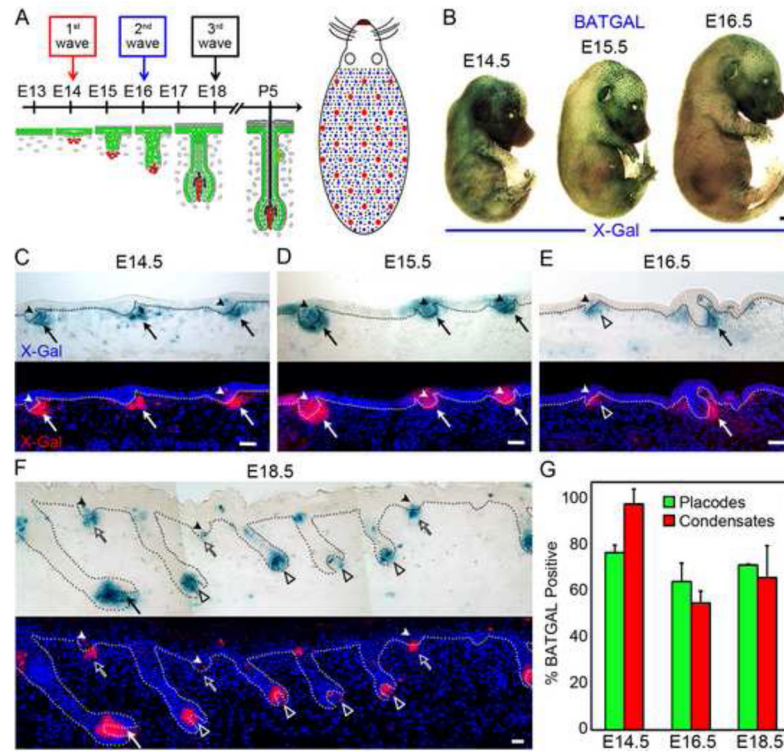 A
1st wave
2nd wave
3rd wave
E13 E14 E15 E16 E17 E18 P5
B
BATGAL
E14.5
E15.5
E16.5
X-Gal
C
E14.5
X-Gal
X-Gal
D
E15.5
E
E16.5
F
E18.5
G
% BATGAL Positive
100
80
60
40
20
0
Placodes
Condensates
E14.5 E16.5 E18.5